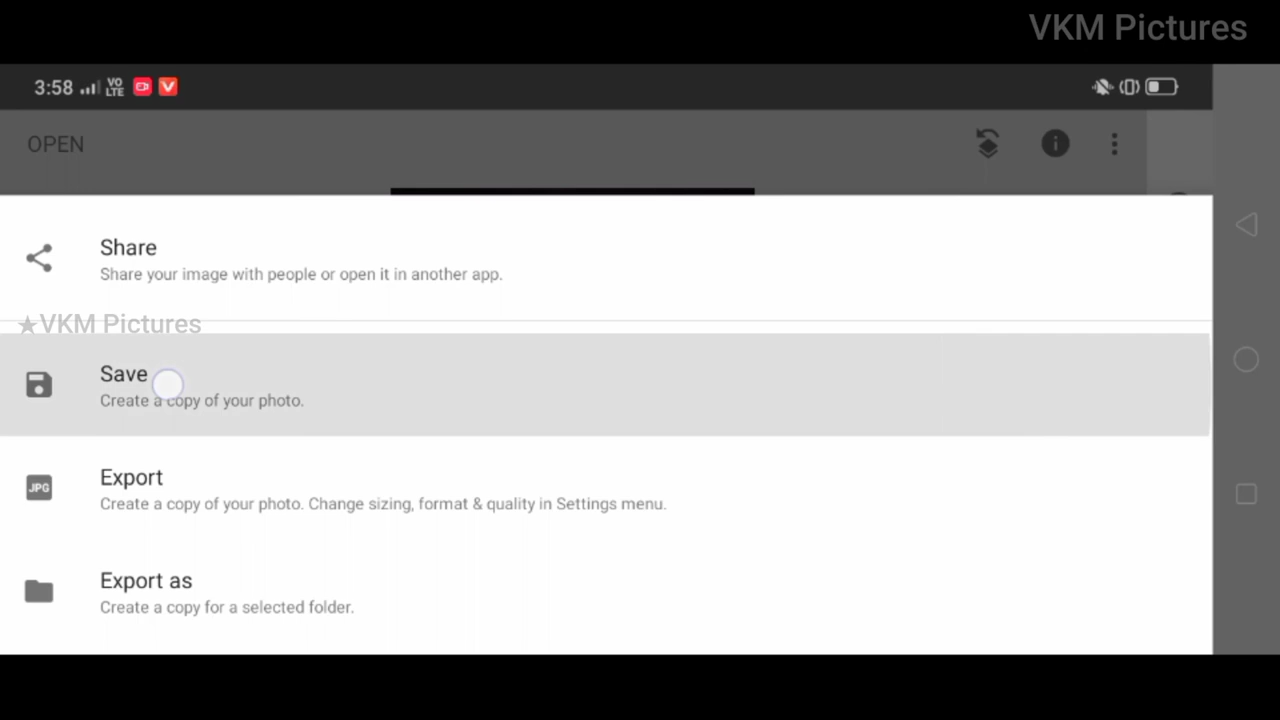 VKM Pictures
3:58 VO LTE
OPEN
Share
Share your image with people or open it in another app.
★VKM Pictures
Save
Create a copy of your photo.
JPG
Export
Create a copy of your photo. Change sizing, format & quality in Settings menu.
Export as
Create a copy for a selected folder.